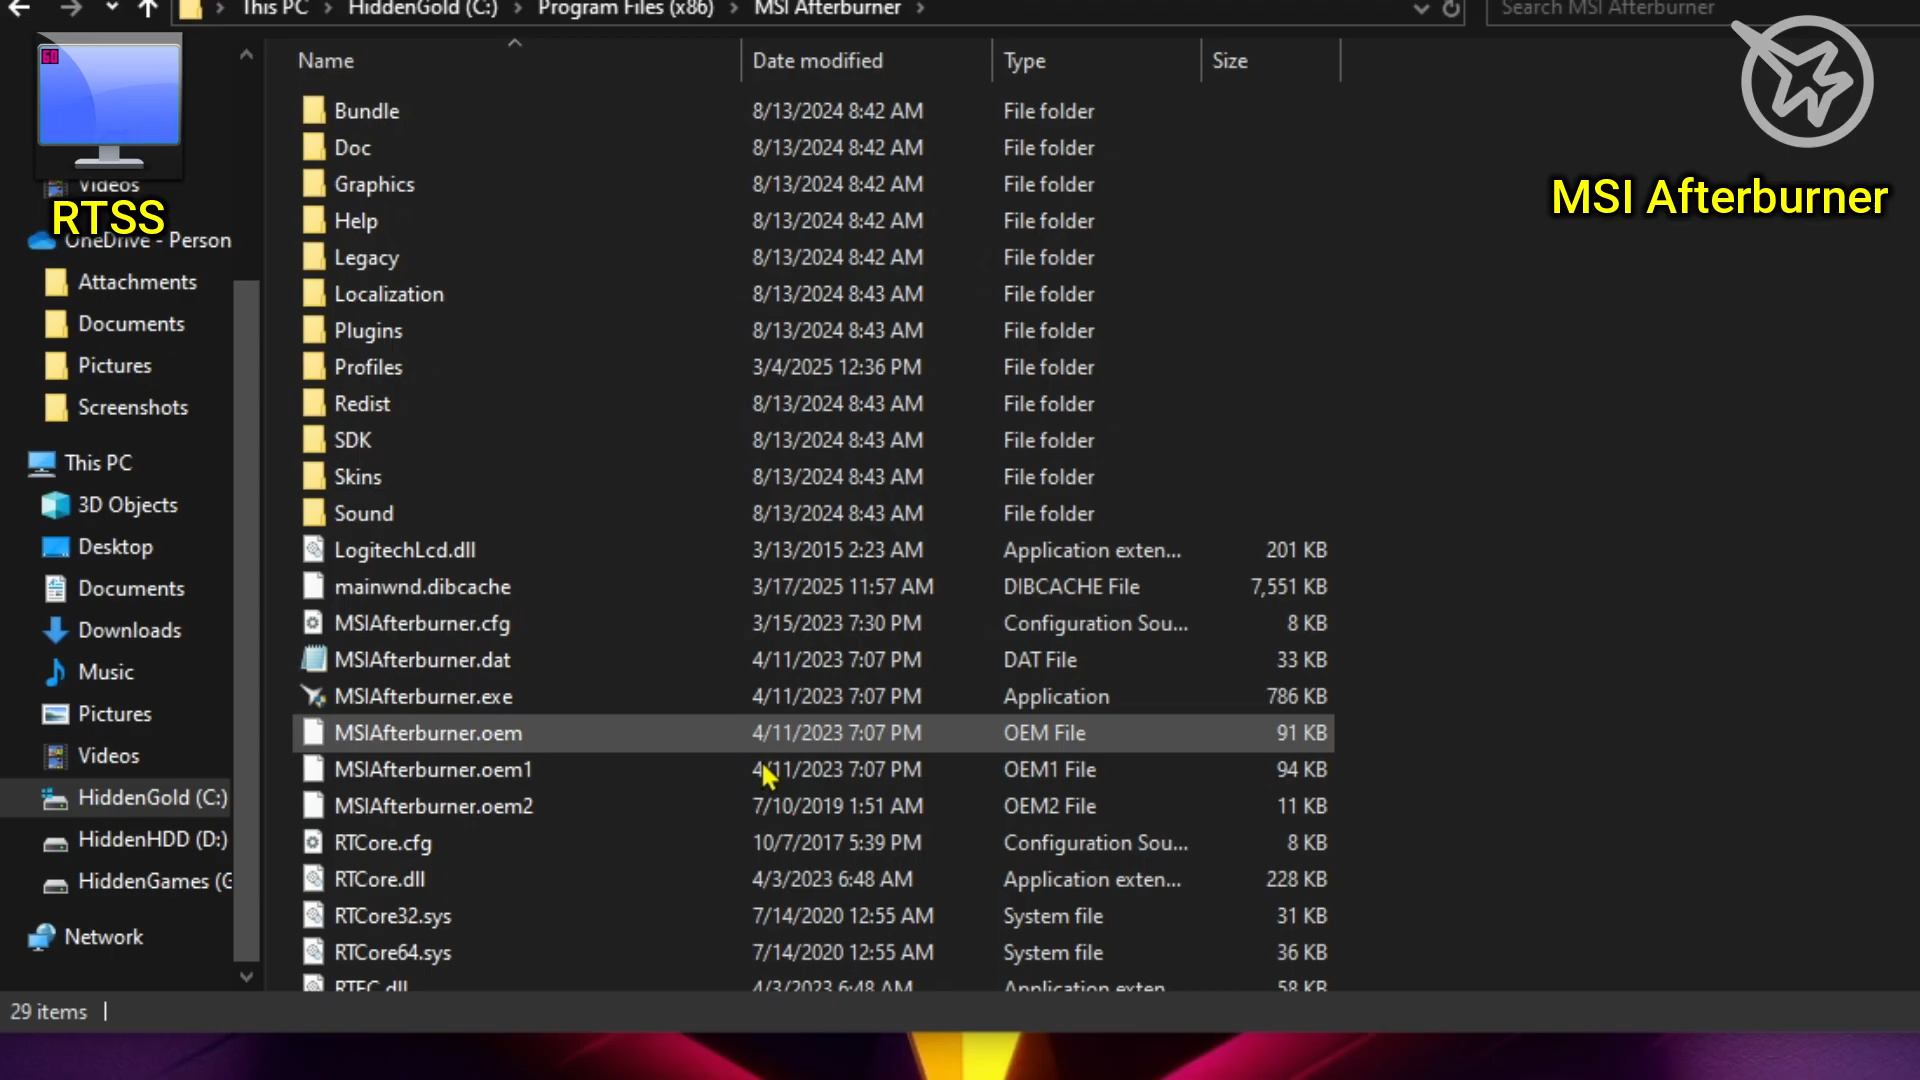 This PC > HiddenGold (C:) > Program Files (x86) > MSI Afterburner >
Search MSI Afterburner
Name Date modified Type Size
60
RTSS
MSI Afterburner
Videos
OneDrive - Person
Attachments
Documents
Pictures
Screenshots
This PC
3D Objects
Desktop
Documents
Downloads
Music
Pictures
Videos
HiddenGold (C:)
HiddenHDD (D:)
HiddenGames (G
Network
Bundle 8/13/2024 8:42 AM File folder
Doc 8/13/2024 8:42 AM File folder
Graphics 8/13/2024 8:42 AM File folder
Help 8/13/2024 8:42 AM File folder
Legacy 8/13/2024 8:42 AM File folder
Localization 8/13/2024 8:43 AM File folder
Plugins 8/13/2024 8:43 AM File folder
Profiles 3/4/2025 12:36 PM File folder
Redist 8/13/2024 8:43 AM File folder
SDK 8/13/2024 8:43 AM File folder
Skins 8/13/2024 8:43 AM File folder
Sound 8/13/2024 8:43 AM File folder
LogitechLcd.dll 3/13/2015 2:23 AM Application exten... 201 KB
mainwnd.dibcache 3/17/2025 11:57 AM DIBCACHE File 7,551 KB
MSIAfterburner.cfg 3/15/2023 7:30 PM Configuration Sou... 8 KB
MSIAfterburner.dat 4/11/2023 7:07 PM DAT File 33 KB
MSIAfterburner.exe 4/11/2023 7:07 PM Application 786 KB
MSIAfterburner.oem 4/11/2023 7:07 PM OEM File 91 KB
MSIAfterburner.oem1 4/11/2023 7:07 PM OEM1 File 94 KB
MSIAfterburner.oem2 7/10/2019 1:51 AM OEM2 File 11 KB
RTCore.cfg 10/7/2017 5:39 PM Configuration Sou... 8 KB
RTCore.dll 4/3/2023 6:48 AM Application exten... 228 KB
RTCore32.sys 7/14/2020 12:55 AM System file 31 KB
RTCore64.sys 7/14/2020 12:55 AM System file 36 KB
RTFC.dll 4/3/2023 6:48 AM Application exten 58 KB
29 items